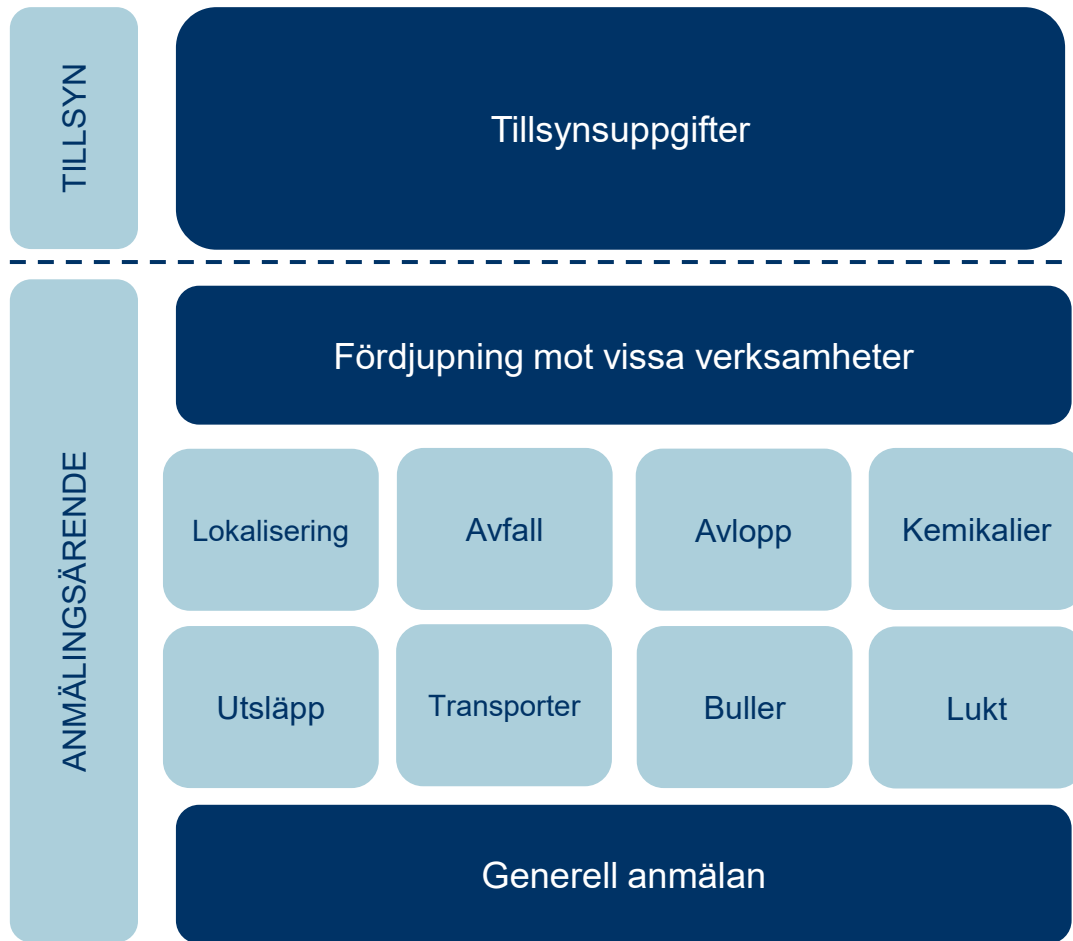 TILLSYN
Tillsynsuppgifter
ANMÄLINGSÄRENDE
Fördjupning mot vissa verksamheter
Lokalisering
Avfall
Avlopp
Kemikalier
Utsläpp
Transporter
Buller
Lukt
Generell anmälan